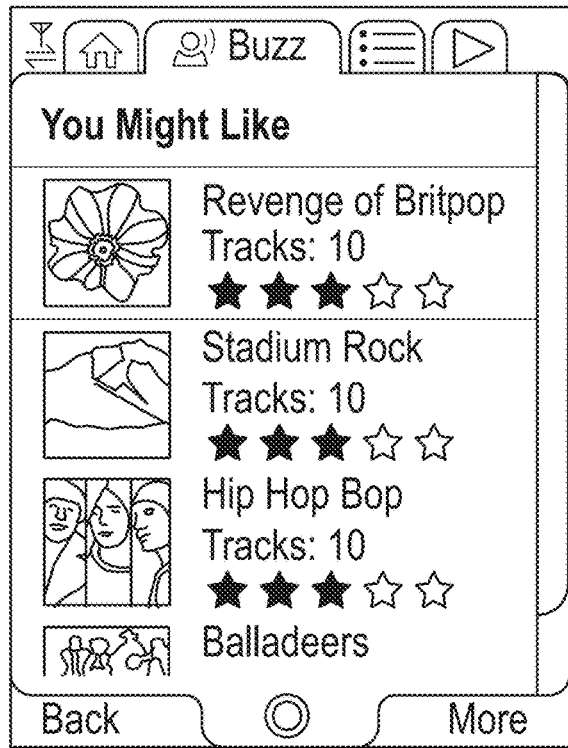 Buzz
You Might Like
Revenge of Britpop
Tracks: 10
Stadium Rock
Tracks: 10
Hip Hop Bop
Tracks: 10
Balladeers
Back
More